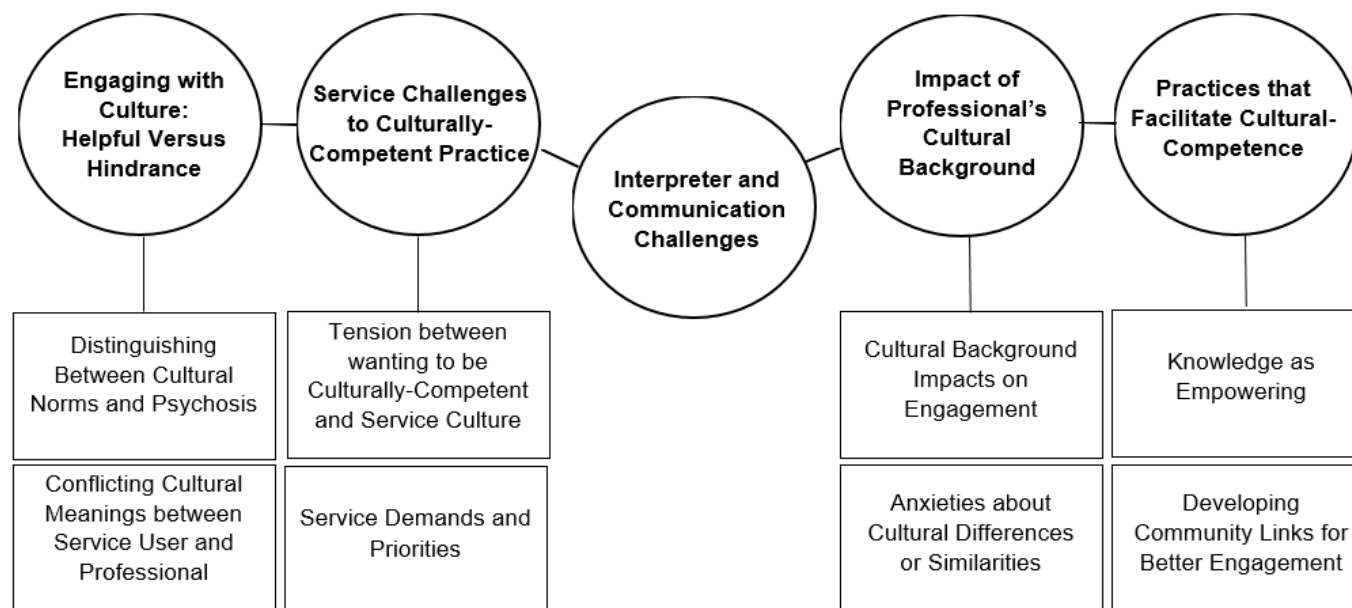 Engaging with
Culture:
Helpful Versus
Hindrance
Service Challenges
to Culturally-
Competent Practice
Interpreter and
Communication
Challenges
Impact of
Professional's
Cultural
Background
Practices that
Facilitate Cultural-
Competence
Distinguishing
Between Cultural
Norms and Psychosis
Conflicting Cultural
Meanings between
Service User and
Professional
Tension between
wanting to be
Culturally-Competent
and Service Culture
Service Demands and
Priorities
Cultural Background
Impacts on
Engagement
Anxieties about
Cultural Differences
or Similarities
Knowledge as
Empowering
Developing
Community Links for
Better Engagement